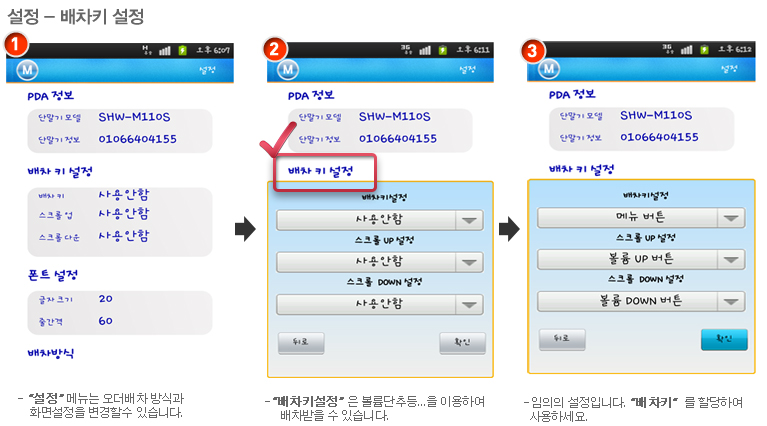 설정 – 배차키 설정
1
H 오후 6:07
M 설정
PDA 정보
단말기 모델 SHW-M110S
단말기 정보 01066404155
배차 키 설정
배차 키 사용안함
스크롤 업 사용안함
스크롤 다운 사용안함
폰트 설정
글자 크기 20
줄간격 60
배차방식
- "설정" 메뉴는 오더배차 방식과
화면설정을 변경할수 있습니다.
2
3G 오후 6:11
M 설정
PDA 정보
단말기 모델 SHW-M110S
단말기 정보 01066404155
배차 키 설정
배차키설정
사용안함
스크롤 UP 설정
사용안함
스크롤 DOWN 설정
사용안함
뒤로 확인
- "배차키설정" 은 볼륨단추등...을 이용하여
배차받을 수 있습니다.
3
3G 오후 6:12
M 설정
PDA 정보
단말기 모델 SHW-M110S
단말기 정보 01066404155
배차 키 설정
배차키설정
메뉴 버튼
스크롤 UP 설정
볼륨 UP 버튼
스크롤 DOWN 설정
볼륨 DOWN 버튼
뒤로 확인
- 임의의 설정입니다. "배차키" 를 할당하여
사용하세요.